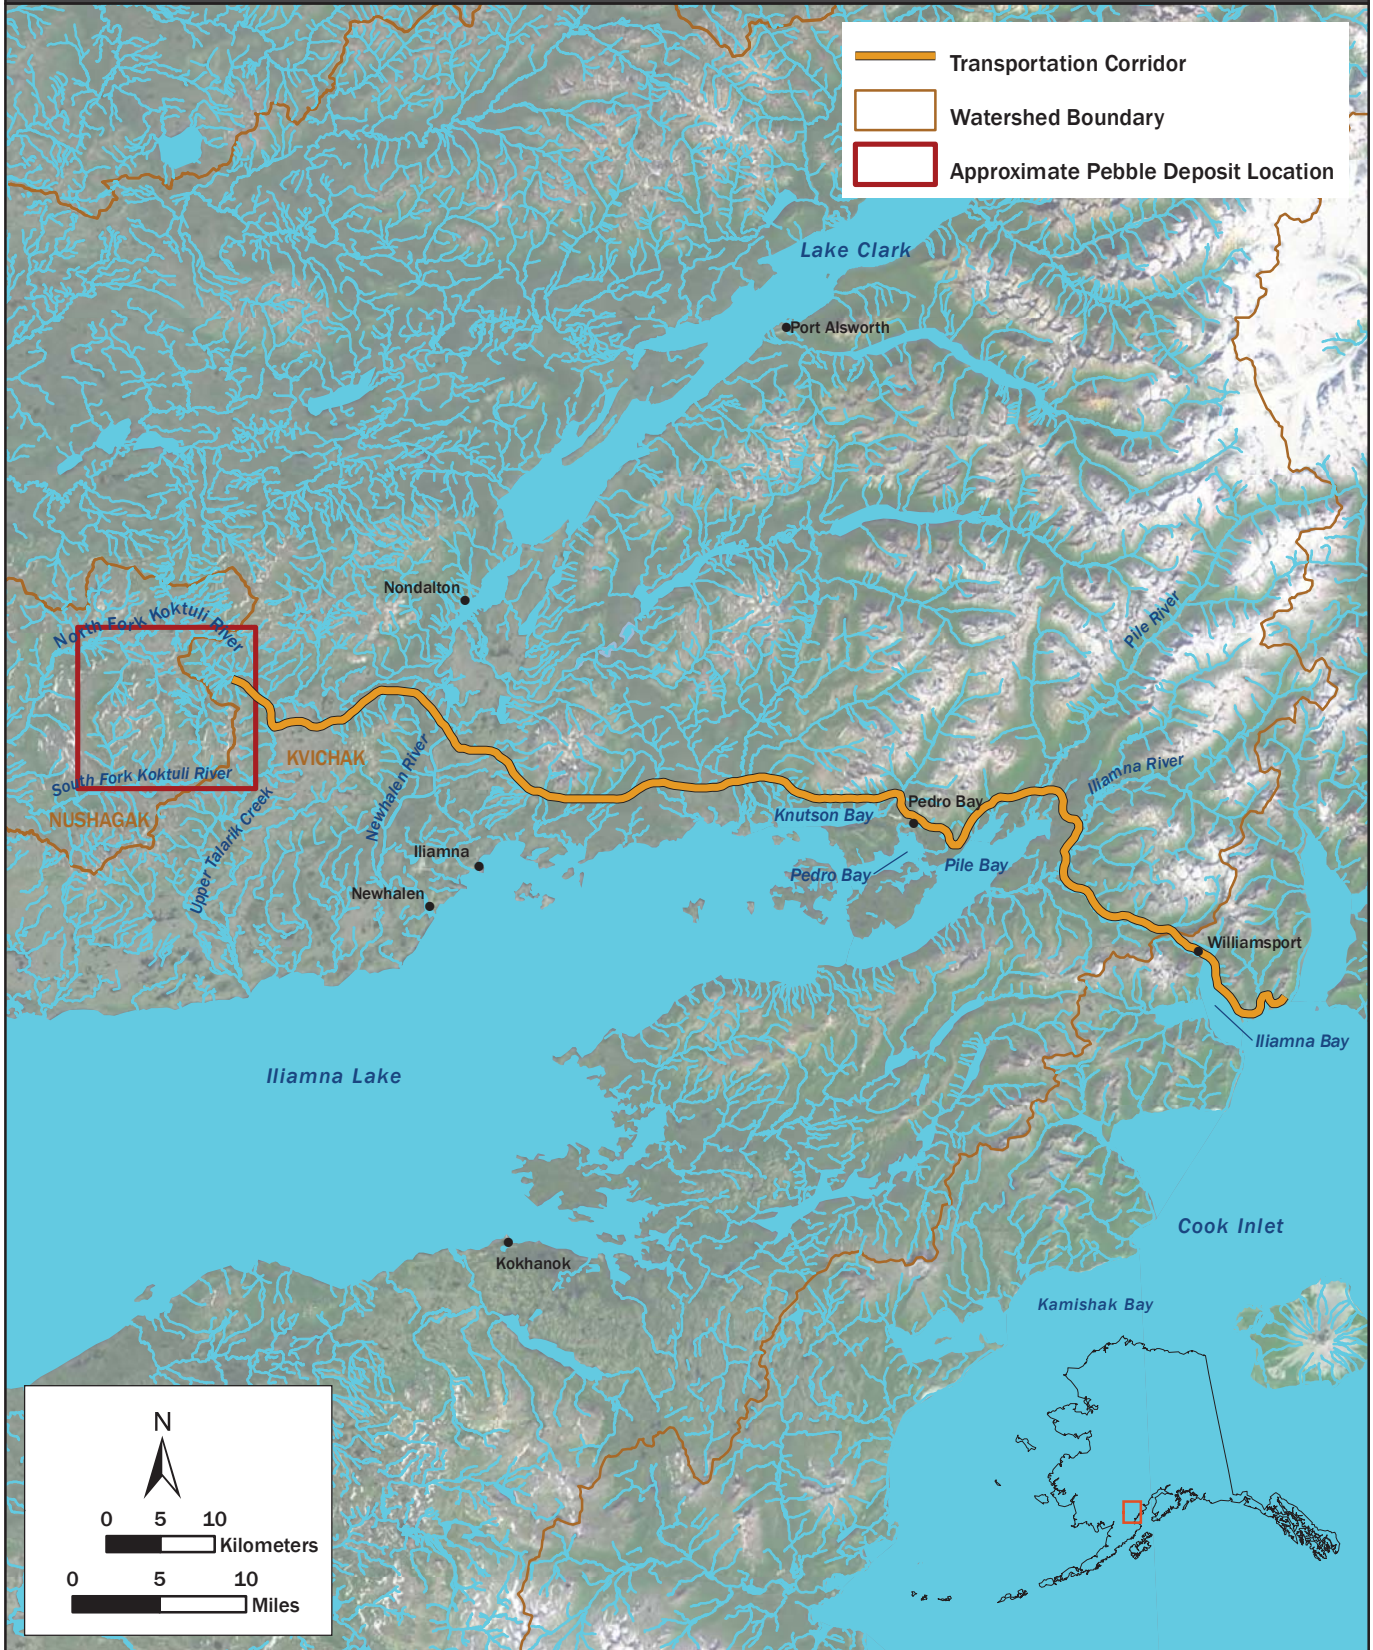 Transportation Corridor
Watershed Boundary
Approximate Pebble Deposit Location
Lake Clark
Port Alsworth
Nondalton
North Fork Koktuli River
Pile River
KVICHAK
Newhalen River
Iliamna River
South Fork Koktuli River
NUSHAGAK
Upper Talarik Creek
Knutson Bay
Pedro Bay
Iliamna
Pedro Bay
Pile Bay
Newhalen
Williamsport
Iliamna Bay
Iliamna Lake
Cook Inlet
Kokhanok
Kamishak Bay
N
0 5 10
Kilometers
0 5 10
Miles